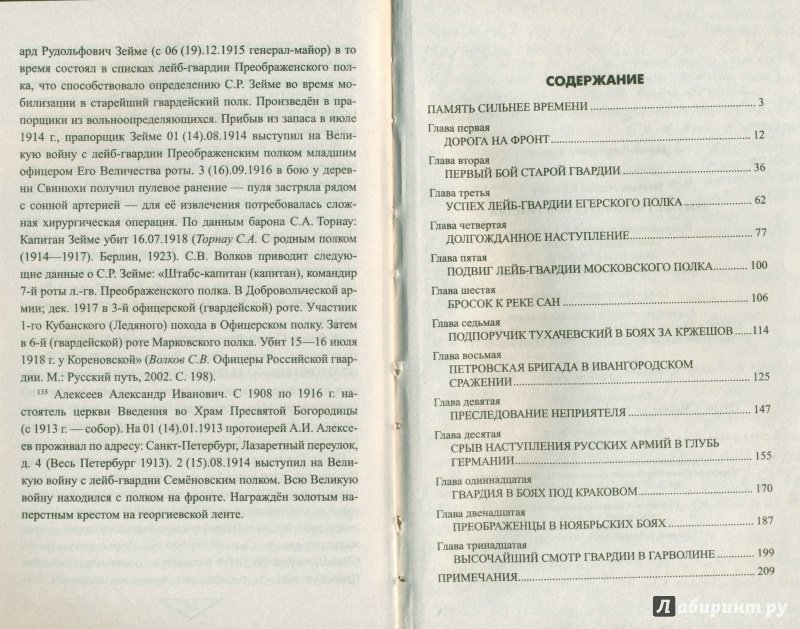 ард Рудольфович Зейме (с 06 (19).12.1915 генерал-майор) в то
время состоял в списках лейб-гвардии Преображенского пол-
ка, что способствовало определению С.Р. Зейме во время мо-
билизации в старейший гвардейский полк. Произведён в пра-
порщики из вольноопределяющихся. Прибыв из запаса в июле
1914 г., прапорщик Зейме 01 (14).08.1914 выступил на Вели-
кую войну с лейб-гвардии Преображенским полком младшим
офицером Его Величества роты. 3 (16).09.1916 в бою у дерев-
ни Свинюхи получил пулевое ранение — пуля застряла рядом
с сонной артерией — для её извлечения потребовалась слож-
ная хирургическая операция. По данным барона С.А. Торнау:
Капитан Зейме убит 16.07.1918 (Торнау С.А. С родным полком
(1914—1917). Берлин, 1923). С.В. Волков приводит следую-
щие данные о С.Р. Зейме: «Штабс-капитан (капитан), командир
7-й роты л.-гв. Преображенского полка. В Добровольческой ар-
мии; дек. 1917 в 3-й офицерской (гвардейской) роте. Участник
1-го Кубанского (Ледяного) похода в Офицерском полку. Затем
в 6-й (гвардейской) роте Марковского полка. Убит 15—16 июля
1918 г. у Кореновской» (Волков С.В. Офицеры Российской гвар-
дии. М.: Русский путь, 2002. С. 198).
133 Алексеев Александр Иванович. С 1908 по 1916 г. на-
стоятель церкви Введения во Храм Пресвятой Богородицы
(с 1913 г. — собор). На 01 (14).01.1913 протоиерей А.И. Алексе-
ев проживал по адресу: Санкт-Петербург, Лазаретный переулок,
д. 4 (Весь Петербург 1913). 2 (15).08.1914 выступил на Вели-
кую войну с лейб-гвардии Семёновским полком. Всю Великую
войну находился с полком на фронте. Награждён золотым на-
перстным крестом на георгиевской ленте.
СОДЕРЖАНИЕ
ПАМЯТЬ СИЛЬНЕЕ ВРЕМЕНИ 3
Глава первая
ДОРОГА НА ФРОНТ 12
Глава вторая
ПЕРВЫЙ БОЙ СТАРОЙ ГВАРДИИ 36
Глава третья
УСПЕХ ЛЕЙБ-ГВАРДИИ ЕГЕРСКОГО ПОЛКА 62
Глава четвертая
ДОЛГОЖДАННОЕ НАСТУПЛЕНИЕ 77
Глава пятая
ПОДВИГ ЛЕЙБ-ГВАРДИИ МОСКОВСКОГО ПОЛКА 100
Глава шестая
БРОСОК К РЕКЕ САН 106
Глава седьмая
ПОДПОРУЧИК ТУХАЧЕВСКИЙ В БОЯХ ЗА КРЖЕШОВ 114
Глава восьмая
ПЕТРОВСКАЯ БРИГАДА В ИВАНГОРОДСКОМ
СРАЖЕНИИ 125
Глава девятая
ПРЕСЛЕДОВАНИЕ НЕПРИЯТЕЛЯ 147
Глава десятая
СРЫВ НАСТУПЛЕНИЯ РУССКИХ АРМИЙ В ГЛУБЬ
ГЕРМАНИИ 155
Глава одиннадцатая
ГВАРДИЯ В БОЯХ ПОД КРАКОВОМ 170
Глава двенадцатая
ПРЕОБРАЖЕНЦЫ В НОЯБРЬСКИХ БОЯХ 187
Глава тринадцатая
ВЫСОЧАЙШИЙ СМОТР ГВАРДИИ В ГАРВОЛИНЕ 199
ПРИМЕЧАНИЯ 209
Лабиринт.ру